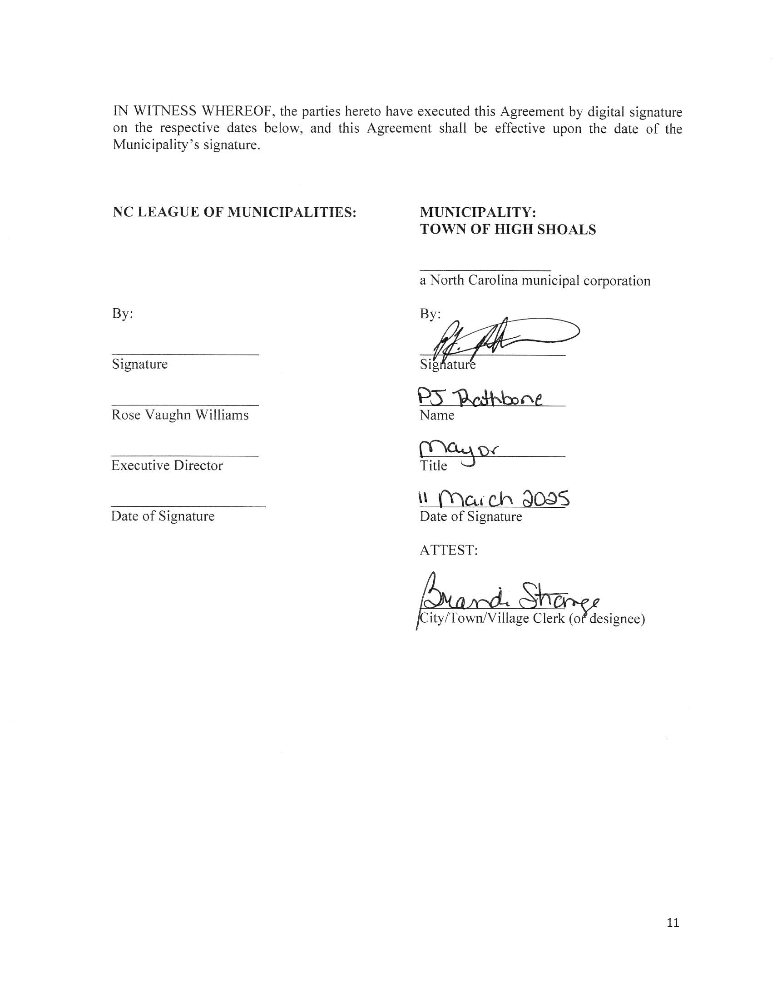 IN WITNESS WHEREOF, the parties hereto have executed this Agreement by digital signature
on the respective dates below, and this Agreement shall be effective upon the date of the
Municipality's signature.
NC LEAGUE OF MUNICIPALITIES:
MUNICIPALITY:
TOWN OF HIGH SHOALS
a North Carolina municipal corporation
By:
Signature
Rose Vaughn Williams
Executive Director
Date of Signature
By:
Signature
PJ Rathbone
Name
Mayor
Title
11 March 2025
Date of Signature
ATTEST:
Brandi Strange
City/Town/Village Clerk (or designee)
11